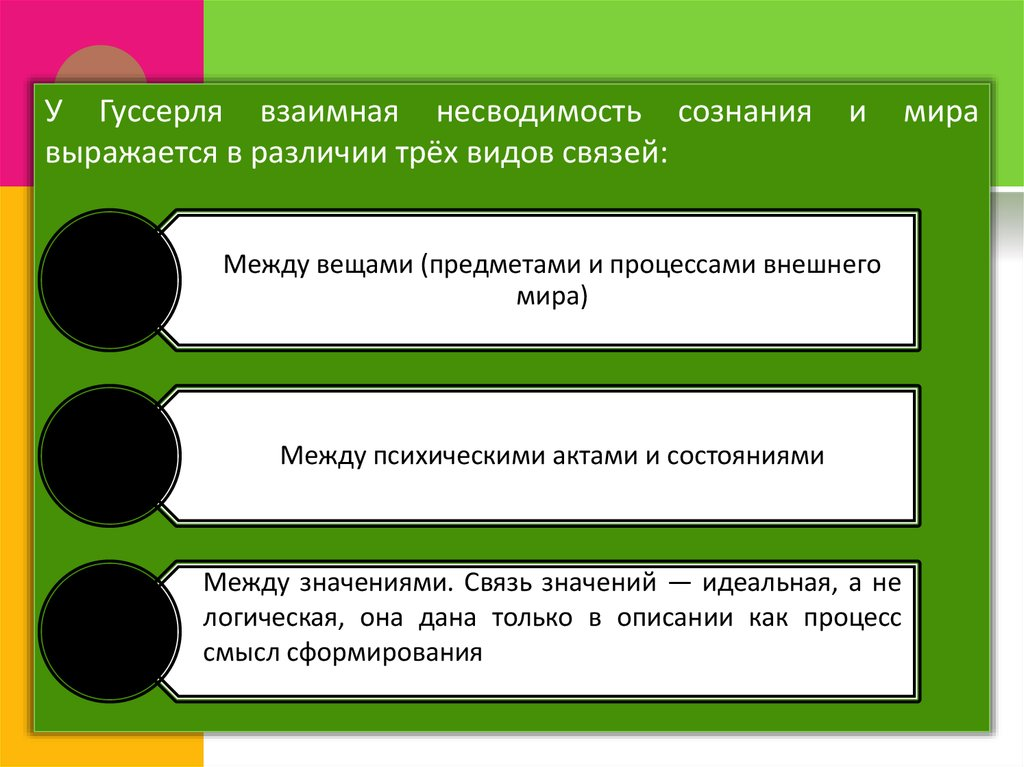 У Гуссерля взаимная несводимость сознания и мира
выражается в различии трёх видов связей:
Между вещами (предметами и процессами внешнего
мира)
Между психическими актами и состояниями
Между значениями. Связь значений — идеальная, а не
логическая, она дана только в описании как процесс
смысл сформирования